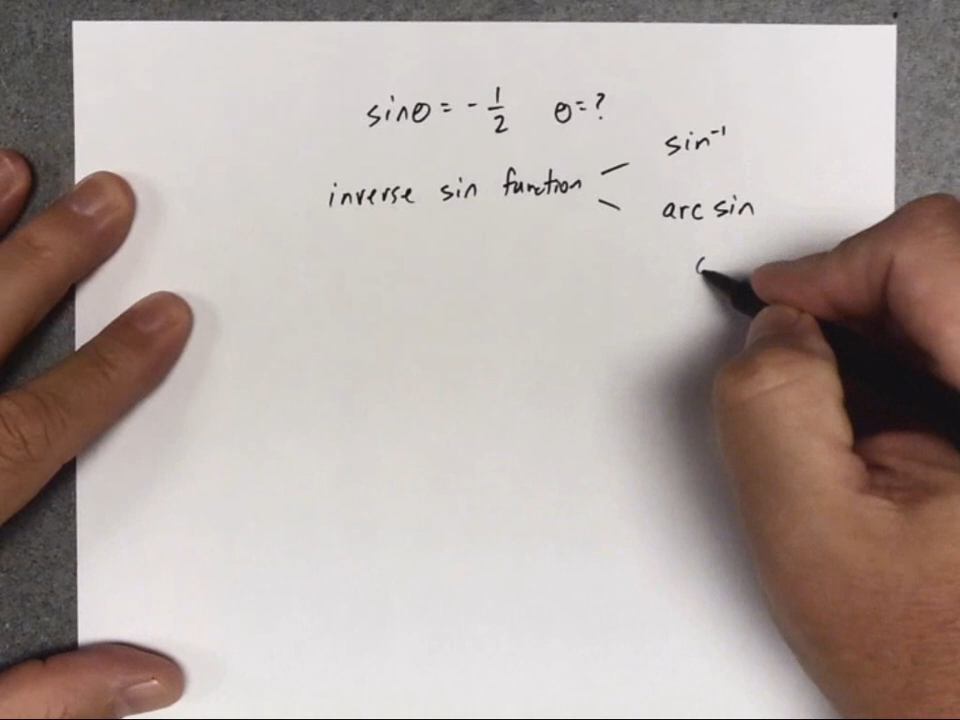 sinθ = - 1/2 θ = ?
sin⁻¹
inverse sin function
arc sin